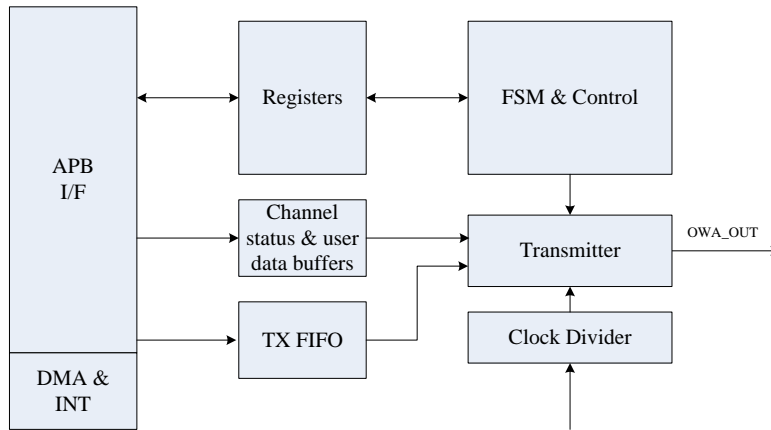 APB
I/F
DMA &
INT
Registers
FSM & Control
Channel
status & user
data buffers
Transmitter
OWA_OUT
TX FIFO
Clock Divider